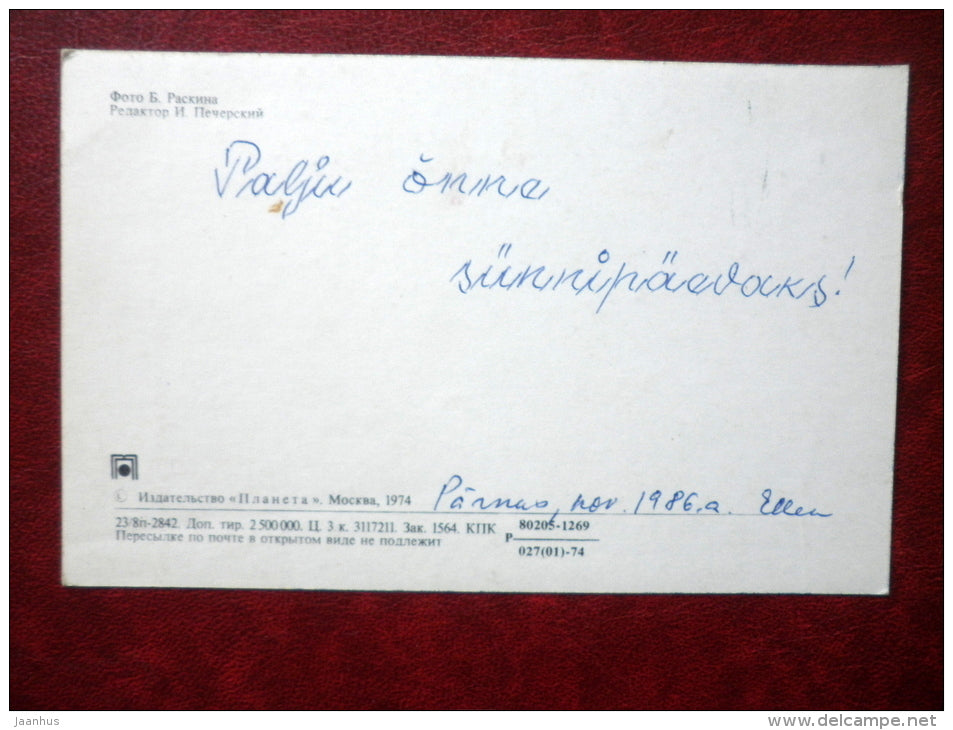 Фото Б. Раскина
Редактор И. Печерский
Palju õnne
sünnipäevaks!
© Издательство «Планета». Москва, 1974
Pärnus, nov. 1986.a. Ellen
23/8п-2842. Доп. тир. 2 500 000. Ц. 3 к. 3117211. Зак. 1564. КПК
Р 80205-1269
027(01)-74
Пересылке по почте в открытом виде не подлежит
jaanhus
www.delcampe.net